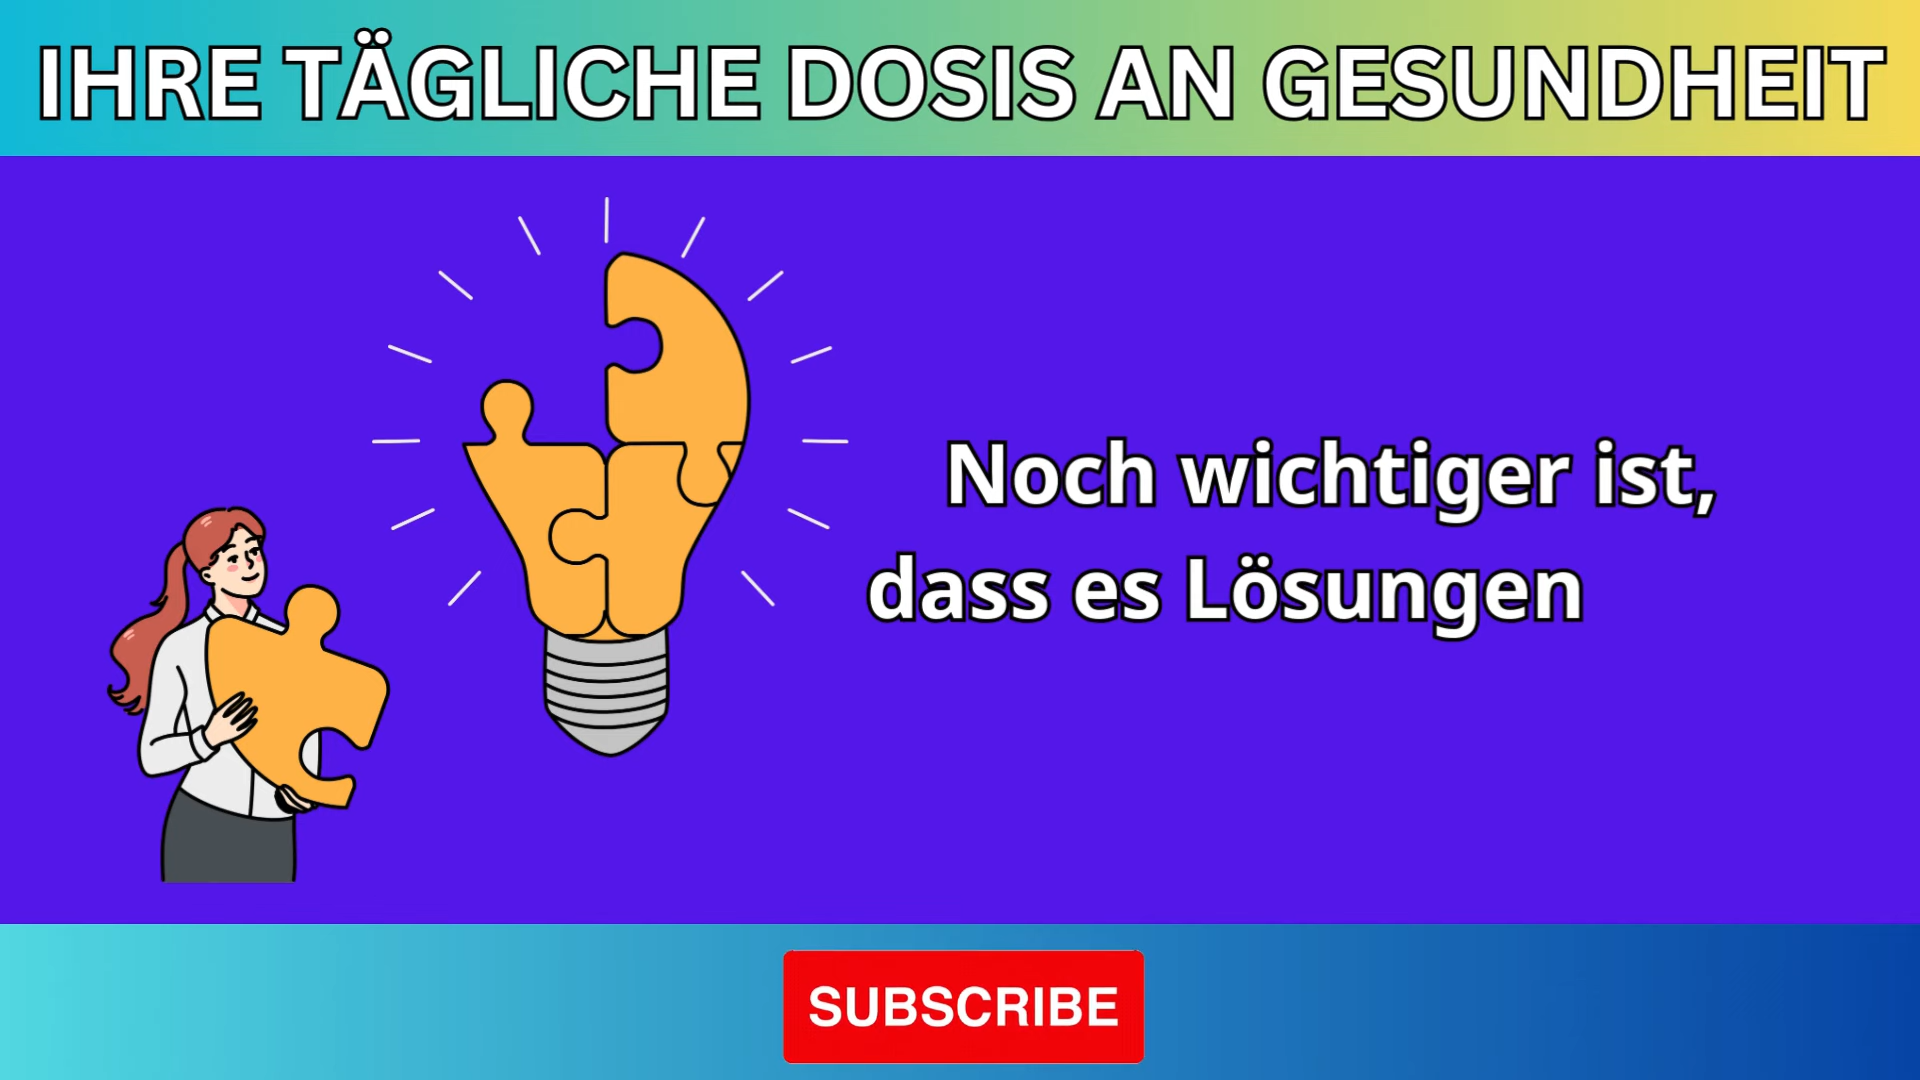 IHRE TÄGLICHE DOSIS AN GESUNDHEIT
Noch wichtiger ist,
dass es Lösungen
SUBSCRIBE